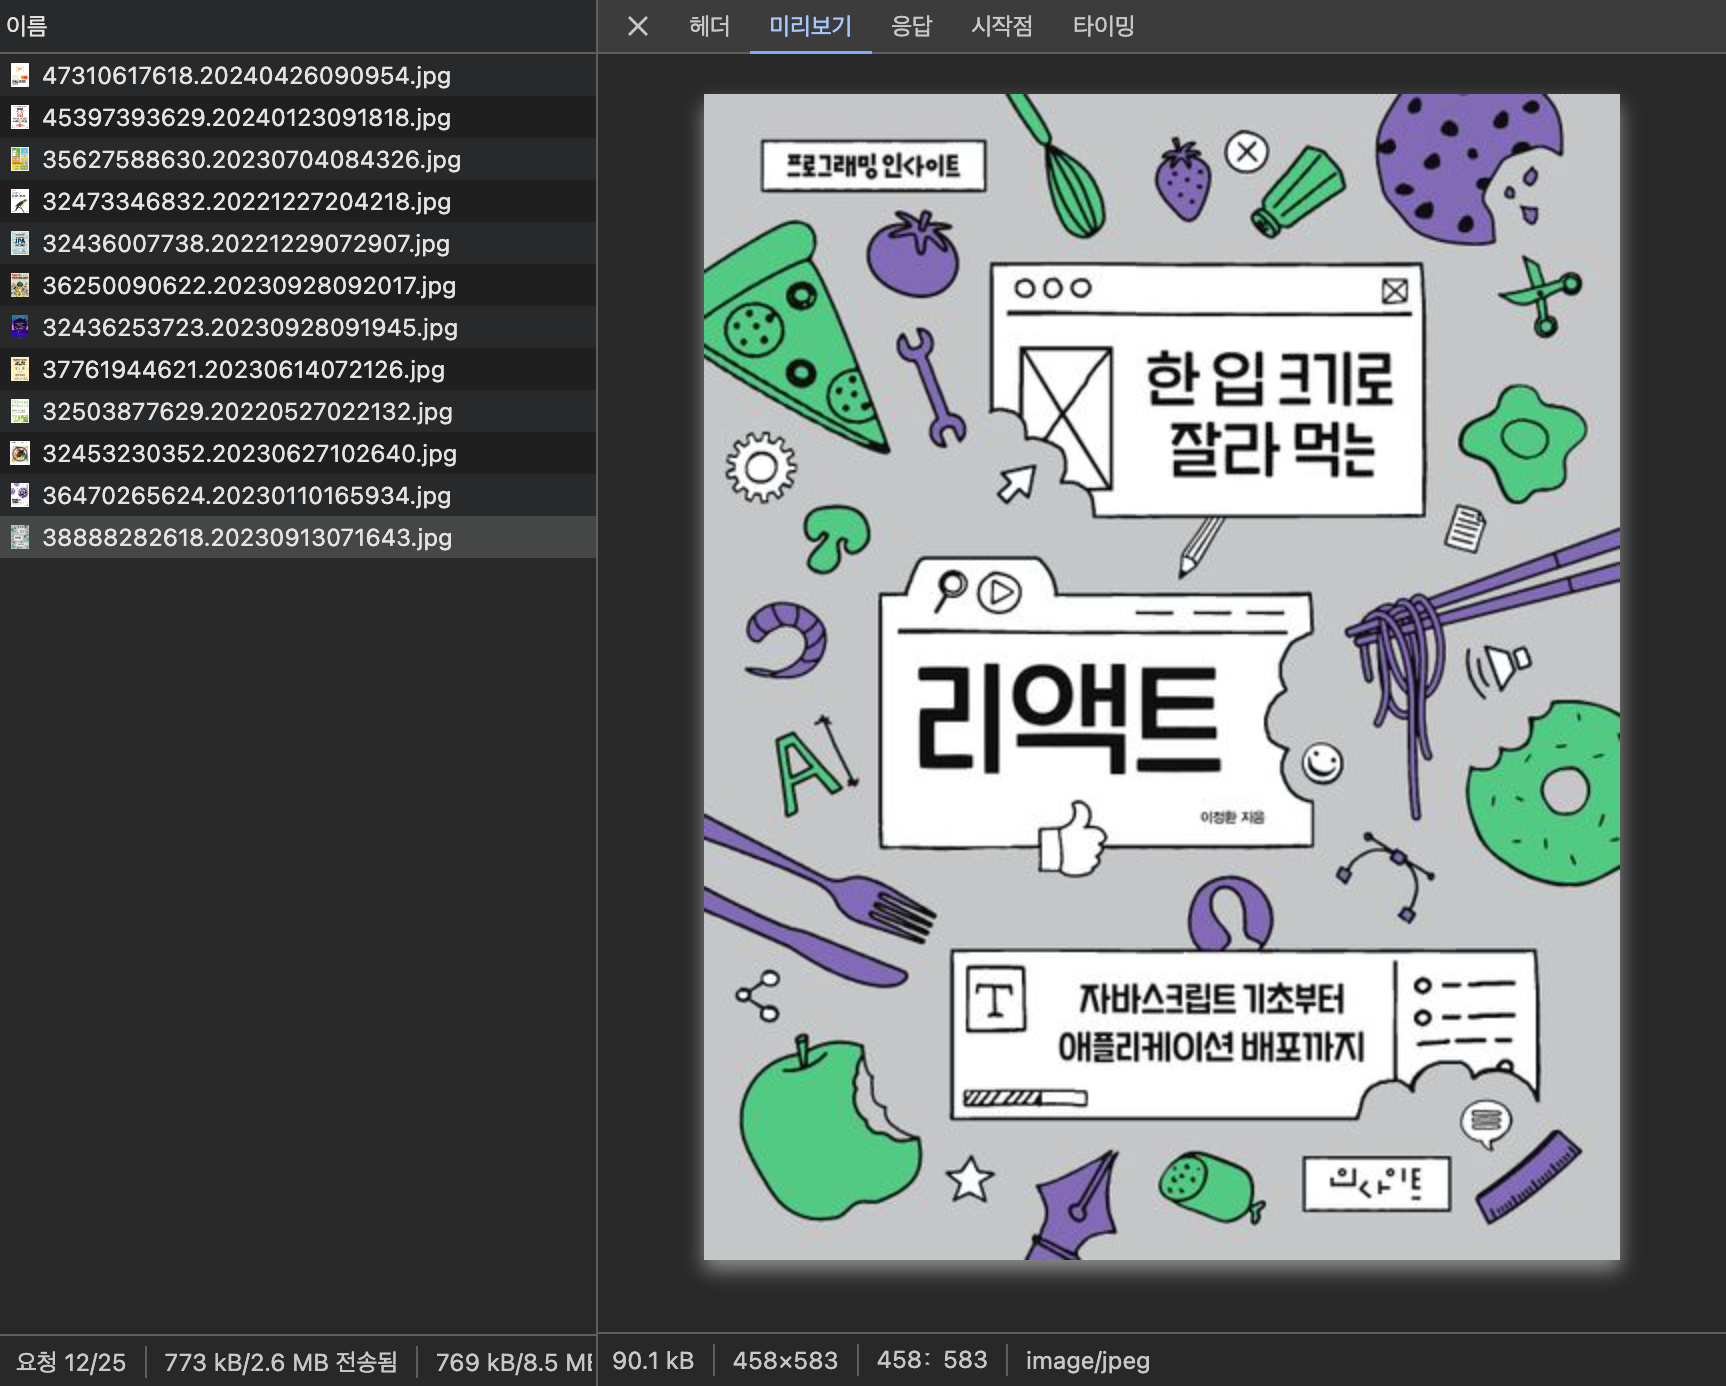 이름
47310617618.20240426090954.jpg
45397393629.20240123091818.jpg
35627588630.20230704084326.jpg
32473346832.20221227204218.jpg
32436007738.20221229072907.jpg
36250090622.20230928092017.jpg
32436253723.20230928091945.jpg
37761944621.20230614072126.jpg
32503877629.20220527022132.jpg
32453230352.20230627102640.jpg
36470265624.20230110165934.jpg
38888282618.20230913071643.jpg
요청 12/25 773 kB/2.6 MB 전송됨 769 kB/8.5
헤더 미리보기 응답 시작점 타이밍
프로그래밍 인사이트
한 입 크기로
잘라 먹는
리액트
이정환 지음
A
T
자바스크립트 기초부터
애플리케이션 배포까지
인사이트
90.1 kB 458×583 458: 583 image/jpeg